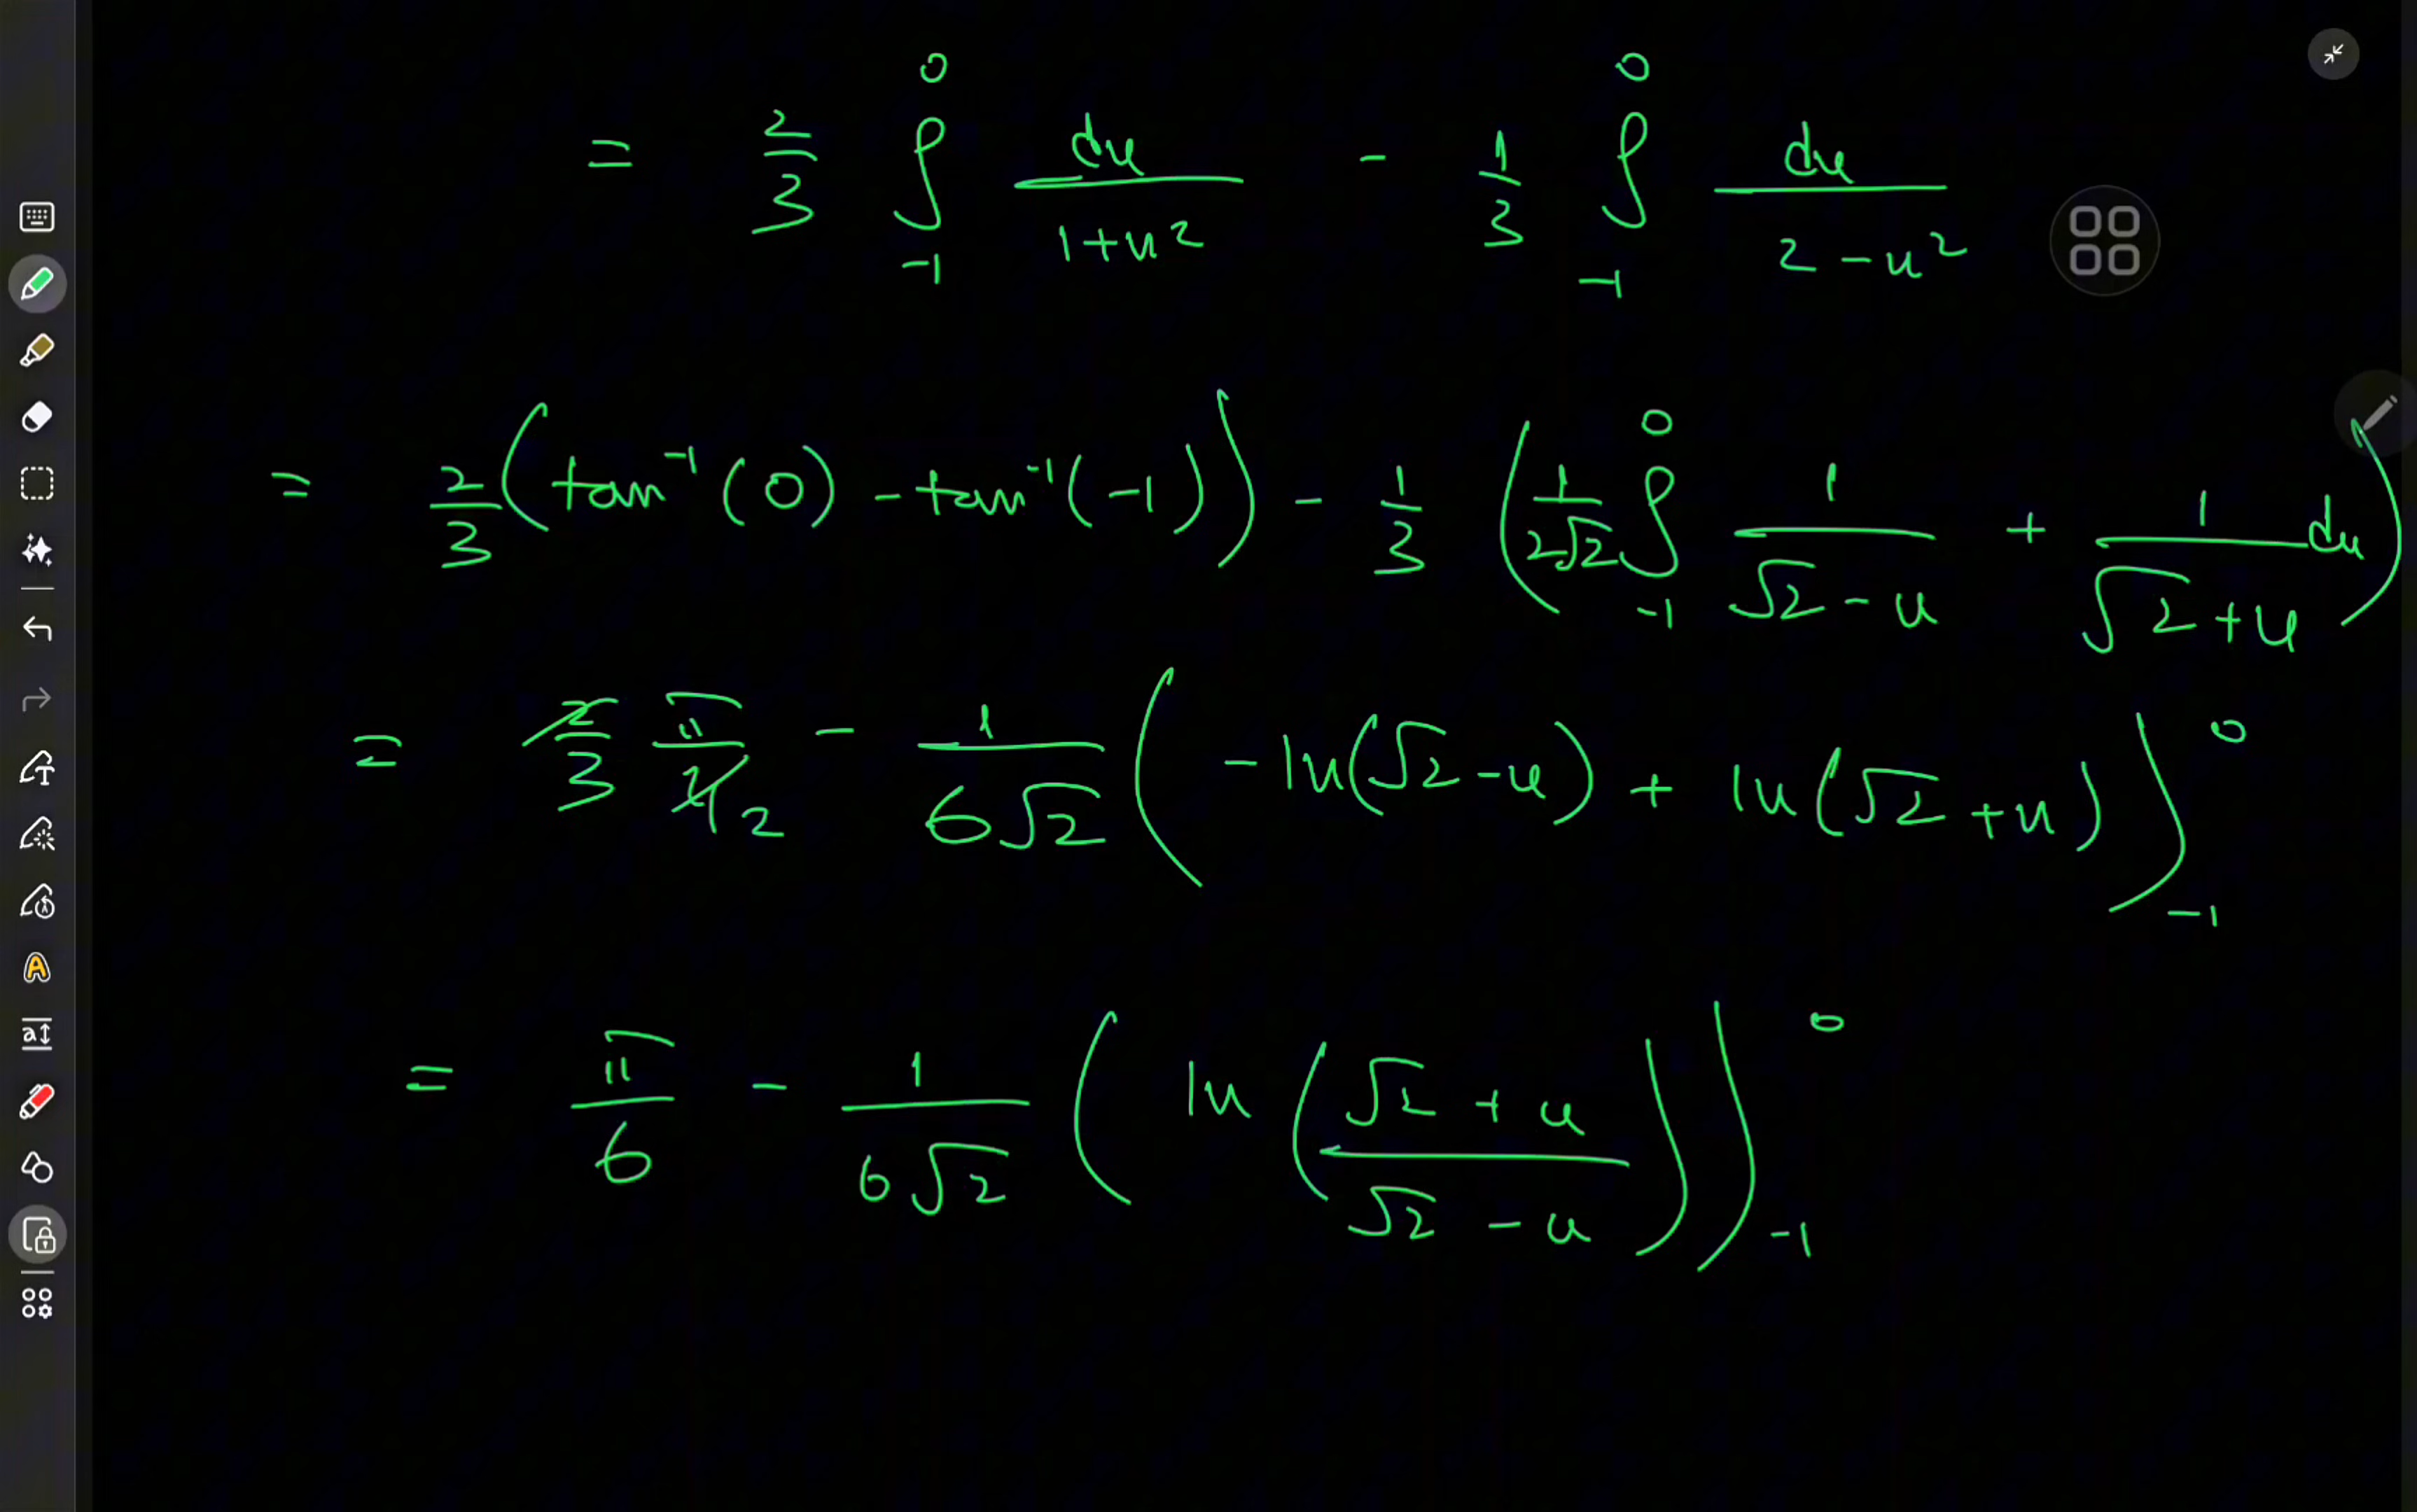 = 2/3 ∫_{-1}^{0} du/(1+u²) - 1/3 ∫_{-1}^{0} du/(2-u²)
= 2/3 (tan⁻¹(0) - tan⁻¹(-1)) - 1/3 (1/(2√2) ∫_{-1}^{0} 1/(√2-u) + 1/(√2+u) du)
= 2/3 π/4 2 - 1/(6√2) (-ln(√2-u) + ln(√2+u))_{-1}^{0}
= π/6 - 1/(6√2) (ln((√2+u)/(√2-u)))_{-1}^{0}